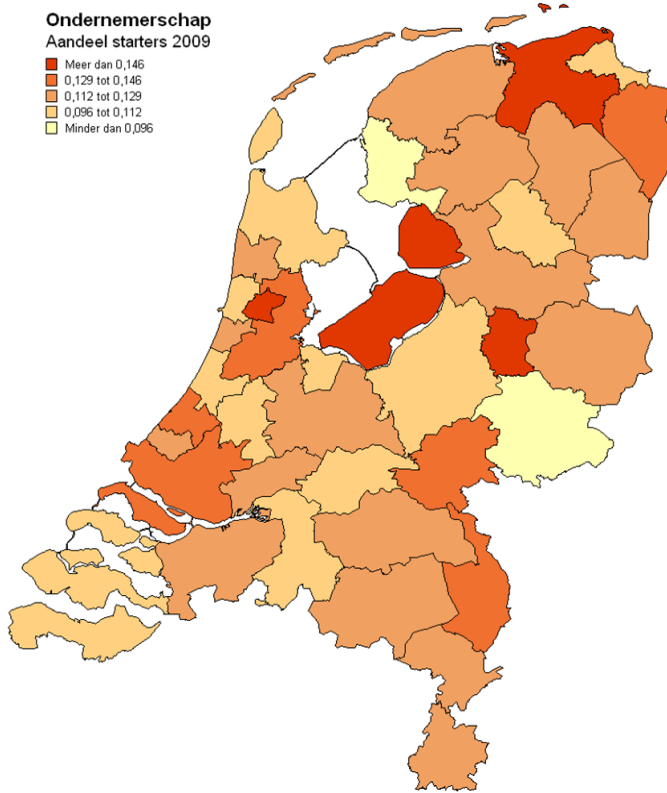 Ondernemerschap
Aandeel starters 2009
Meer dan 0,146
0,129 tot 0,146
0,112 tot 0,129
0,096 tot 0,112
Minder dan 0,096